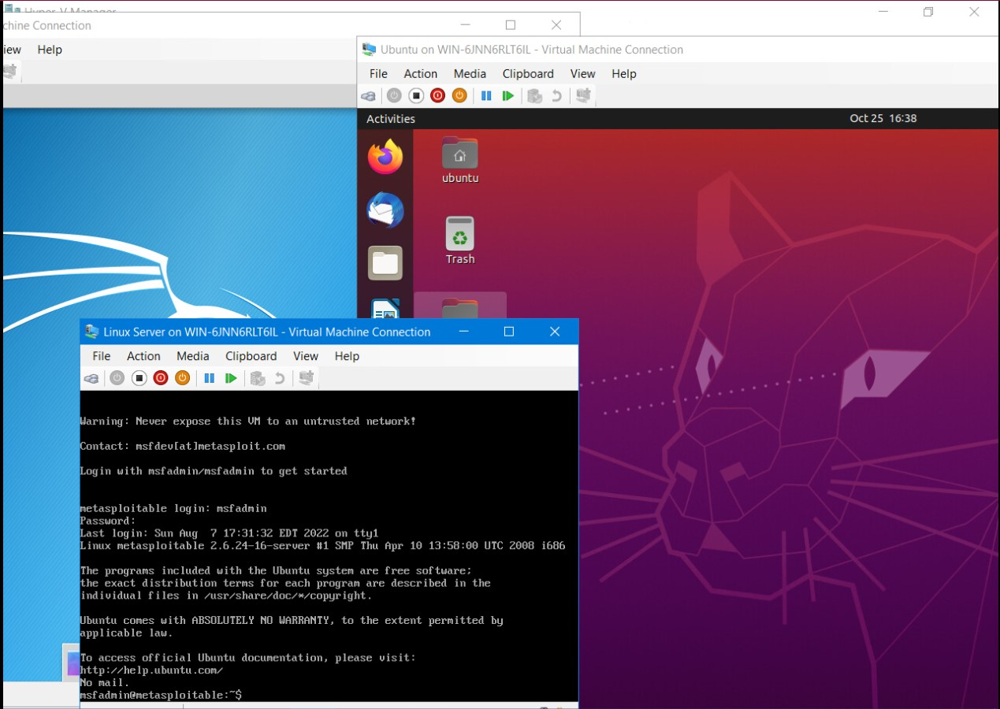 Hyper-V Manager
chine Connection
iew Help
Ubuntu on WIN-6JNN6RLT6IL - Virtual Machine Connection
File Action Media Clipboard View Help
Activities
Oct 25 16:38
ubuntu
Trash
Linux Server on WIN-6JNN6RLT6IL - Virtual Machine Connection
File Action Media Clipboard View Help
Warning: Never expose this VM to an untrusted network!
Contact: msfdev[at]metasploit.com
Login with msfadmin/msfadmin to get started
metasploitable login: msfadmin
Password:
Last login: Sun Aug  7 17:31:32 EDT 2022 on tty1
Linux metasploitable 2.6.24-16-server #1 SMP Thu Apr 10 13:58:00 UTC 2008 i686
The programs included with the Ubuntu system are free software;
the exact distribution terms for each program are described in the
individual files in /usr/share/doc/*/copyright.
Ubuntu comes with ABSOLUTELY NO WARRANTY, to the extent permitted by
applicable law.
To access official Ubuntu documentation, please visit:
http://help.ubuntu.com/
No mail.
msfadmin@metasploitable:~$